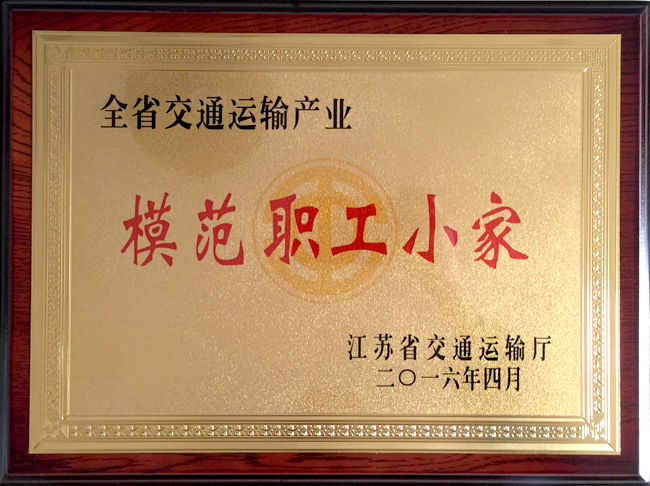 全省交通运输产业
模范职工小家
江苏省交通运输厅
二〇一六年四月